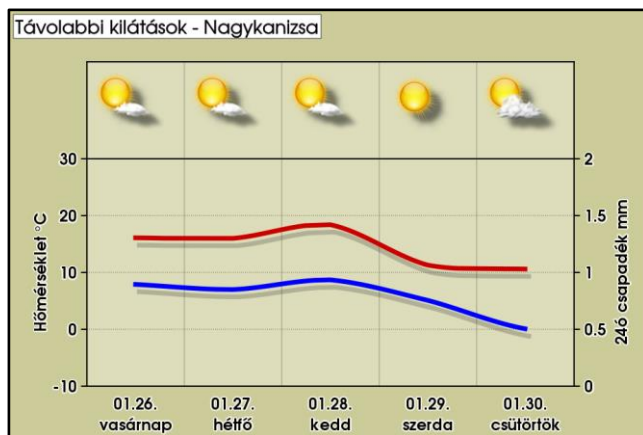 Távolabbi kilátások - Nagykanizsa
30
20
10
0
-10
Hőmérséklet °C
2
1.5
1
0.5
0
24ó csapadék mm
01.26. 01.27. 01.28. 01.29. 01.30.
vasárnap hétfő kedd szerda csütörtök